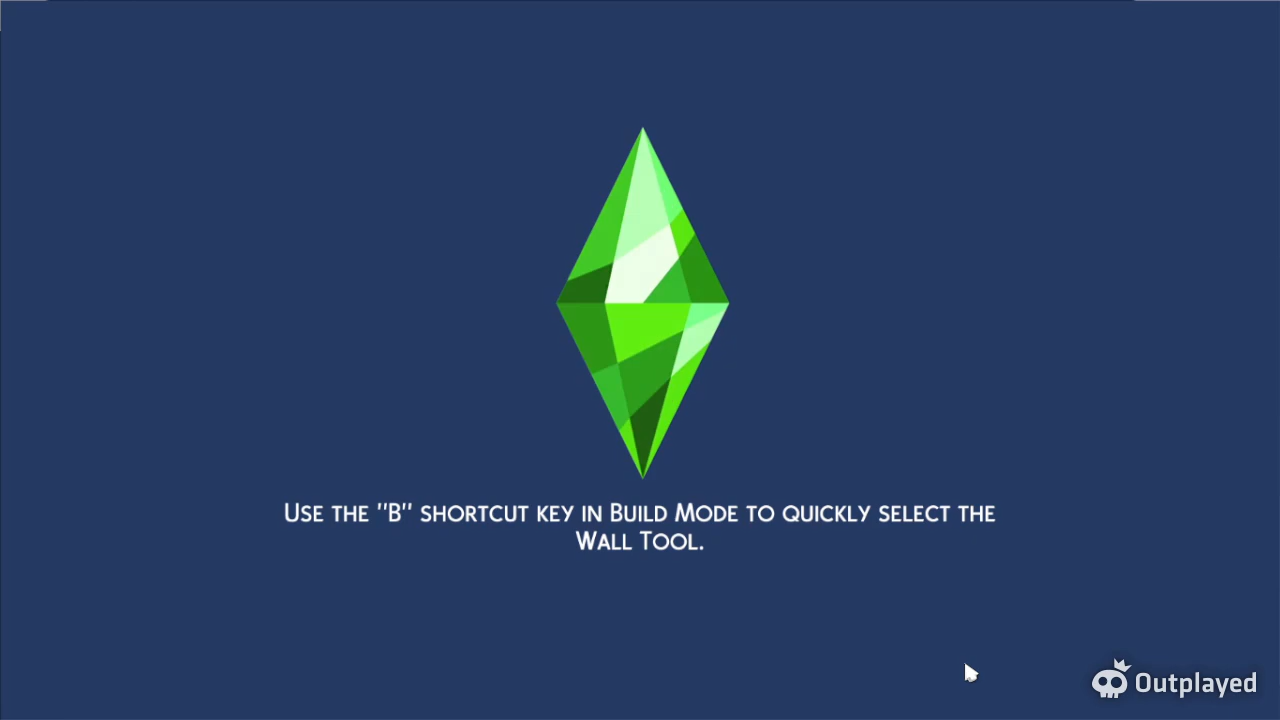 Use the "B" shortcut key in Build Mode to quickly select the
Wall Tool.
Outplayed